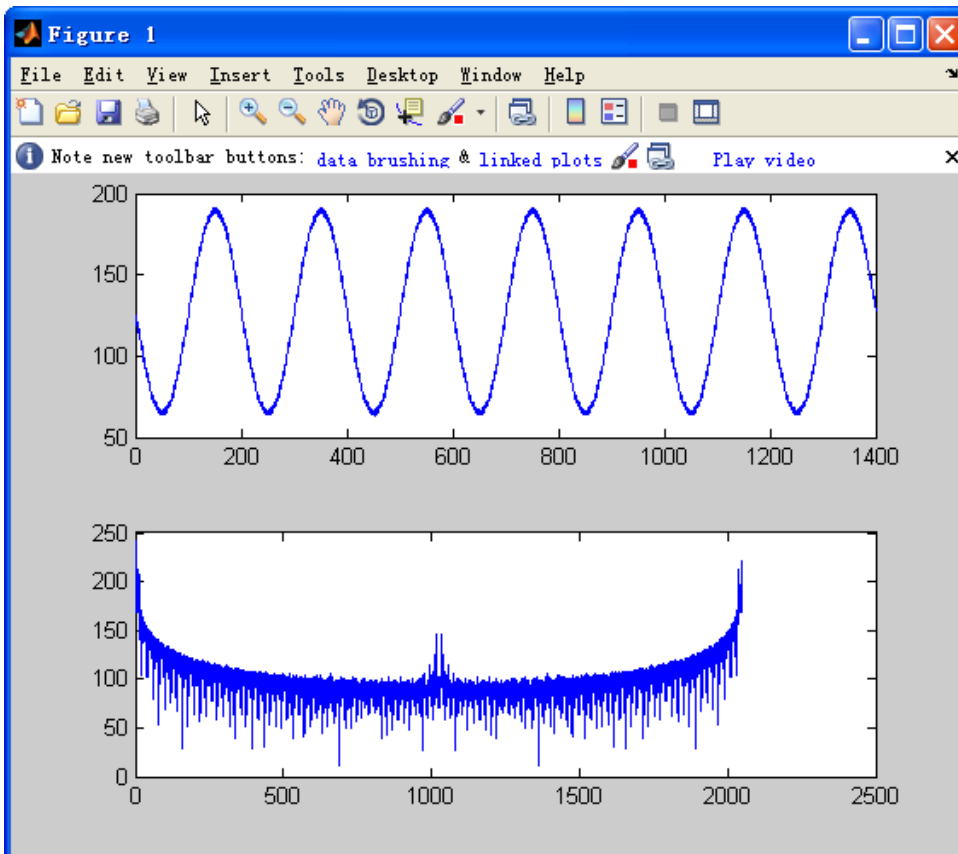 Figure 1
File Edit View Insert Tools Desktop Window Help
Note new toolbar buttons: data brushing & linked plots Play video
200
150
100
50
0 200 400 600 800 1000 1200 1400
250
200
150
100
50
0
0 500 1000 1500 2000 2500